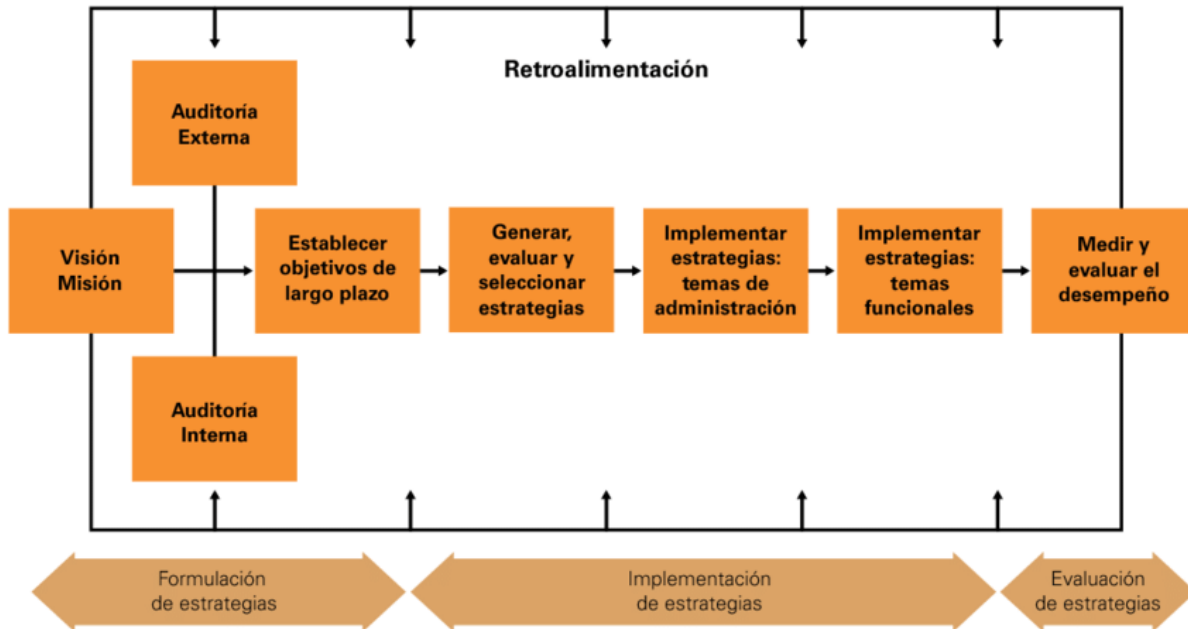 Retroalimentación
Auditoría
Externa
Visión
Misión
Establecer
objetivos de
largo plazo
Generar,
evaluar y
seleccionar
estrategias
Implementar
estrategias:
temas de
administración
Implementar
estrategias:
temas
funcionales
Medir y
evaluar el
desempeño
Auditoría
Interna
Formulación
de estrategias
Implementación
de estrategias
Evaluación
de estrategias